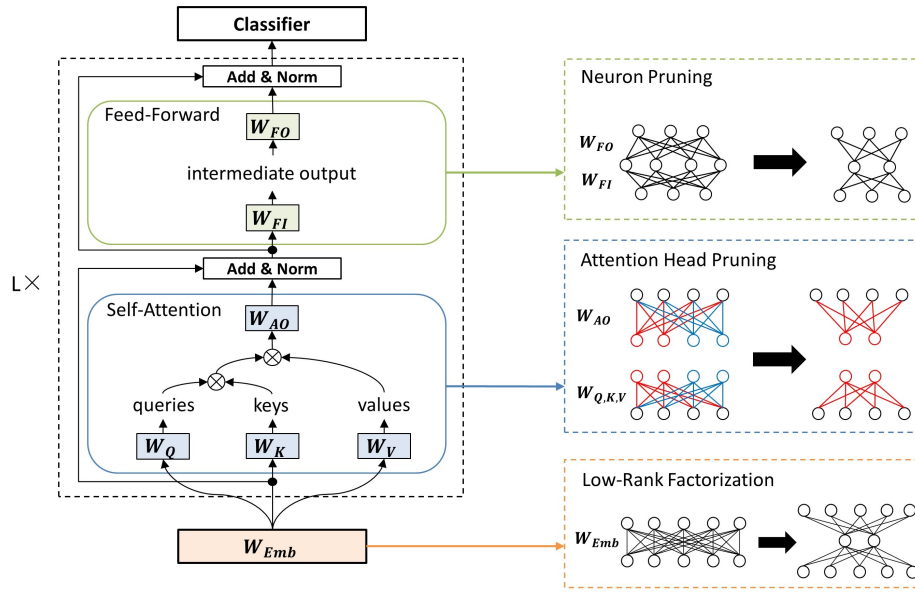 Classifier
Add & Norm
Feed-Forward
W_FO
intermediate output
W_FI
Add & Norm
L×
Self-Attention
W_AO
queries keys values
W_Q W_K W_V
W_Emb
Neuron Pruning
W_FO
W_FI
Attention Head Pruning
W_AO
W_Q,K,V
Low-Rank Factorization
W_Emb